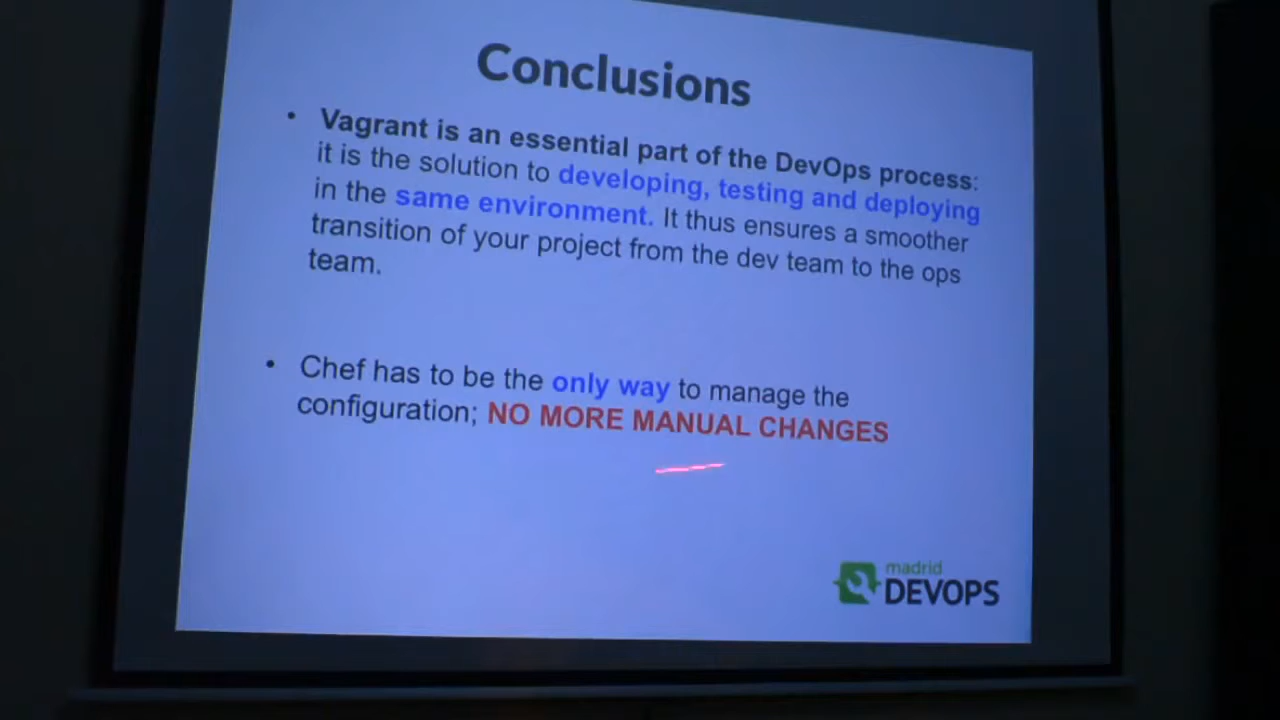 Conclusions
• Vagrant is an essential part of the DevOps process:
it is the solution to developing, testing and deploying
in the same environment. It thus ensures a smoother
transition of your project from the dev team to the ops
team.
• Chef has to be the only way to manage the
configuration; NO MORE MANUAL CHANGES
madrid
DEVOPS